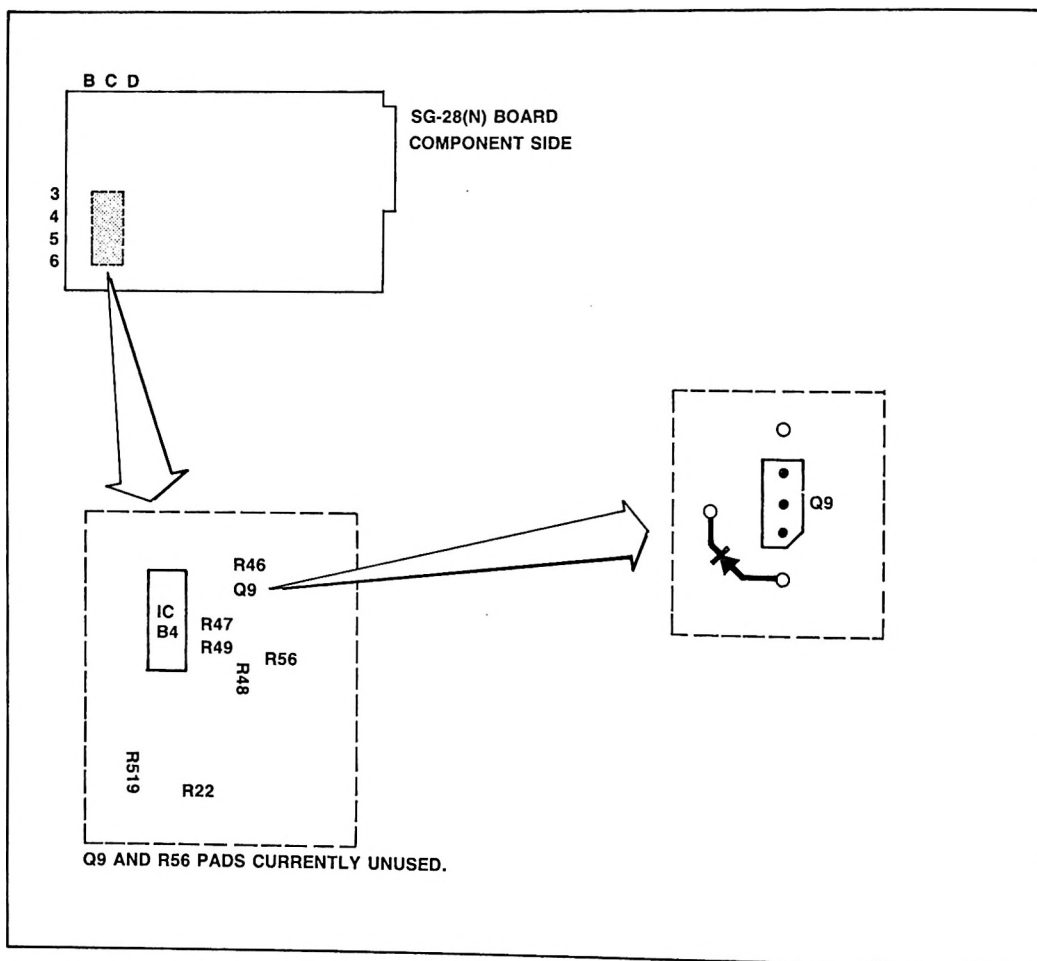 B C D
SG-28(N) BOARD
COMPONENT SIDE
3
4
5
6
R46
Q9
IC
B4
R47
R49
R56
R48
R519
R22
Q9
Q9 AND R56 PADS CURRENTLY UNUSED.